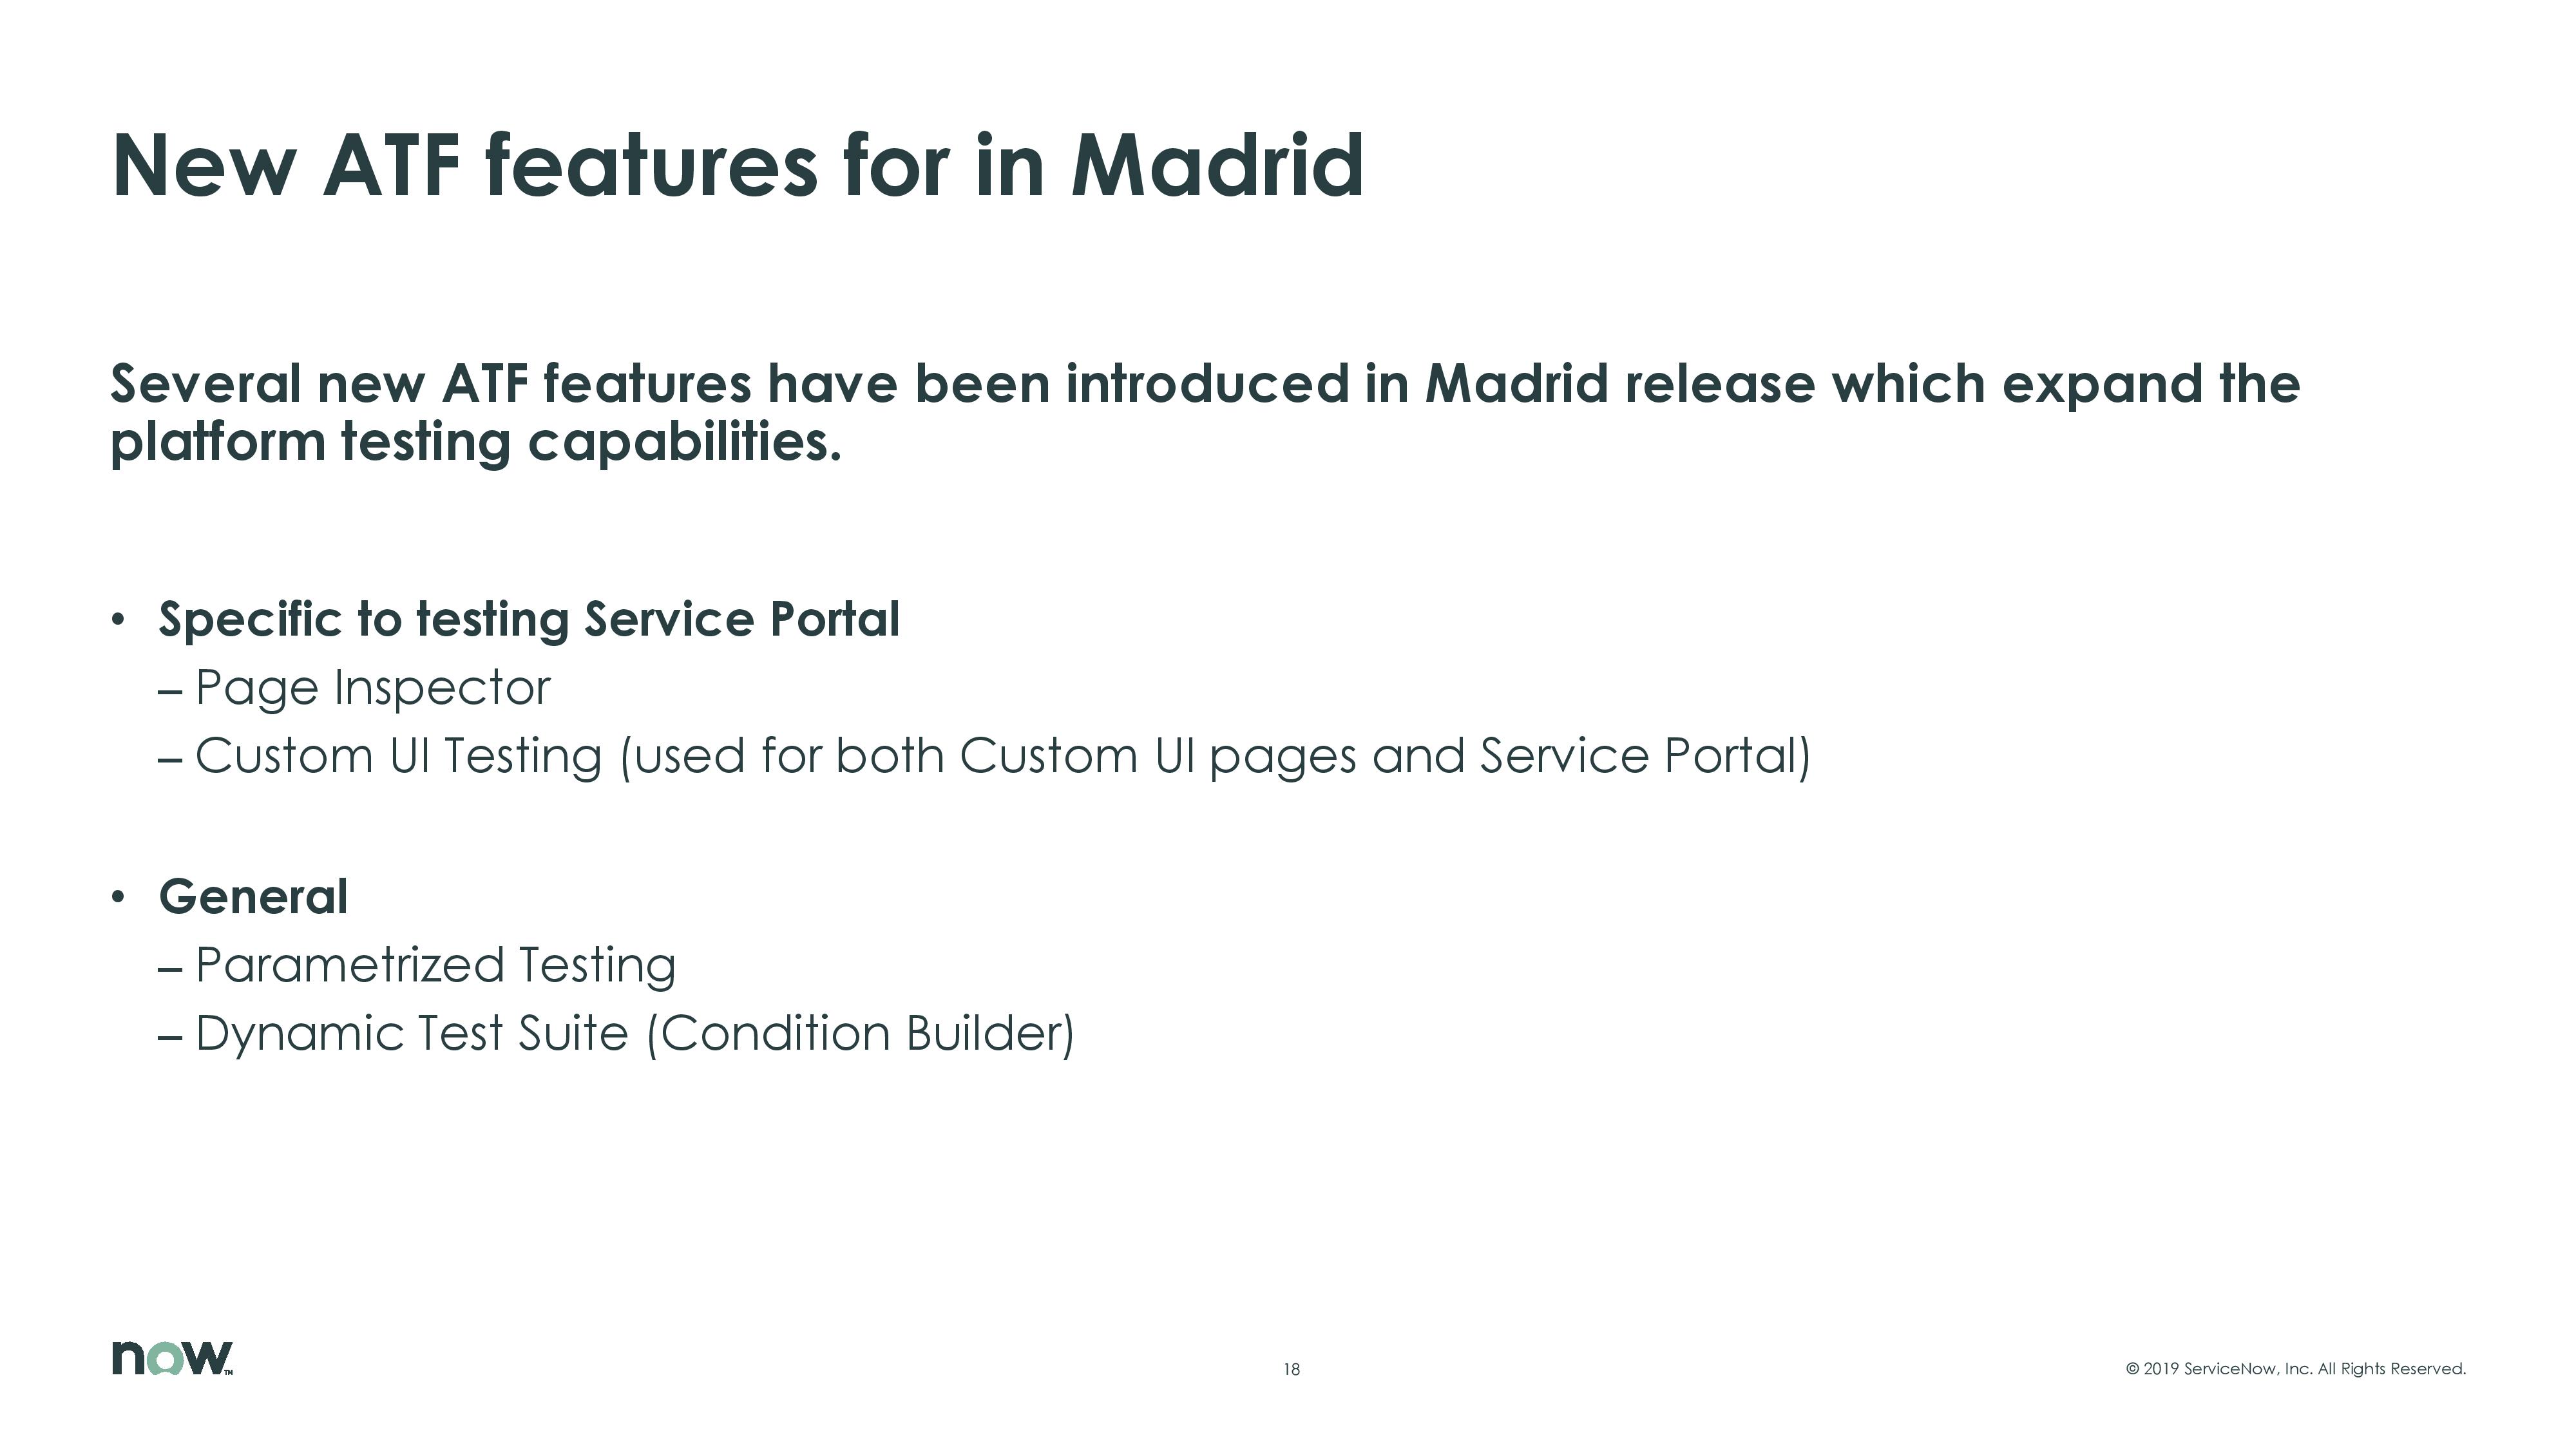 New ATF features for in Madrid
Several new ATF features have been introduced in Madrid release which expand the
platform testing capabilities.
• Specific to testing Service Portal
– Page Inspector
– Custom UI Testing (used for both Custom UI pages and Service Portal)
• General
– Parametrized Testing
– Dynamic Test Suite (Condition Builder)
now™
18
© 2019 ServiceNow, Inc. All Rights Reserved.